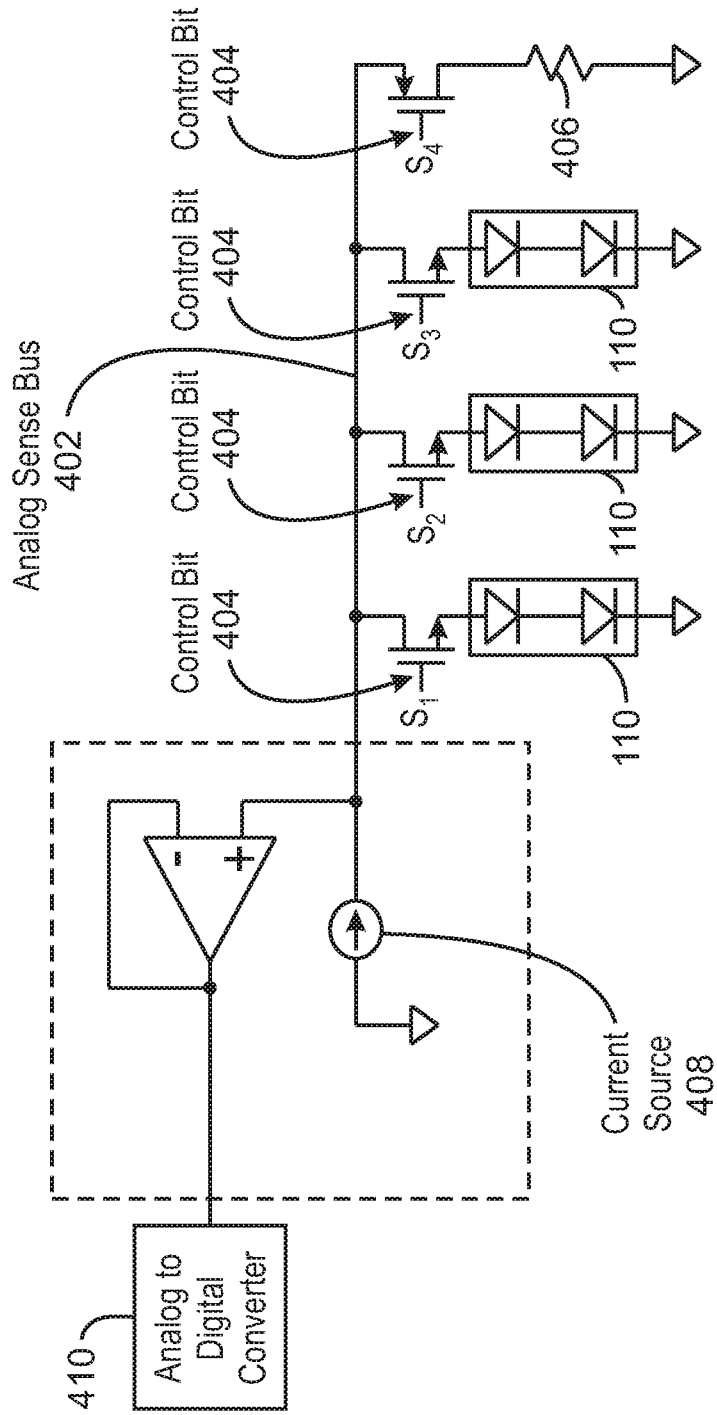 Analog Sense Bus
402
Control Bit
404
Control Bit
404
Control Bit
404
Control Bit
404
S1
S2
S3
S4
110
110
110
406
-
+
410
Analog to
Digital
Converter
Current
Source
408